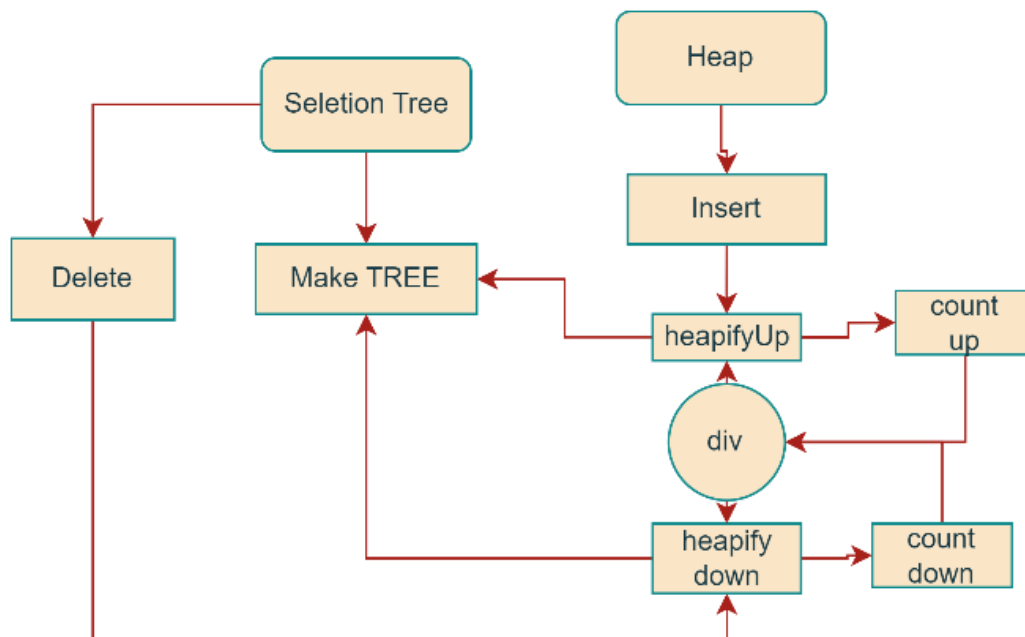 Heap
Seletion Tree
Insert
Delete
Make TREE
count
up
heapifyUp
div
heapify
down
count
down